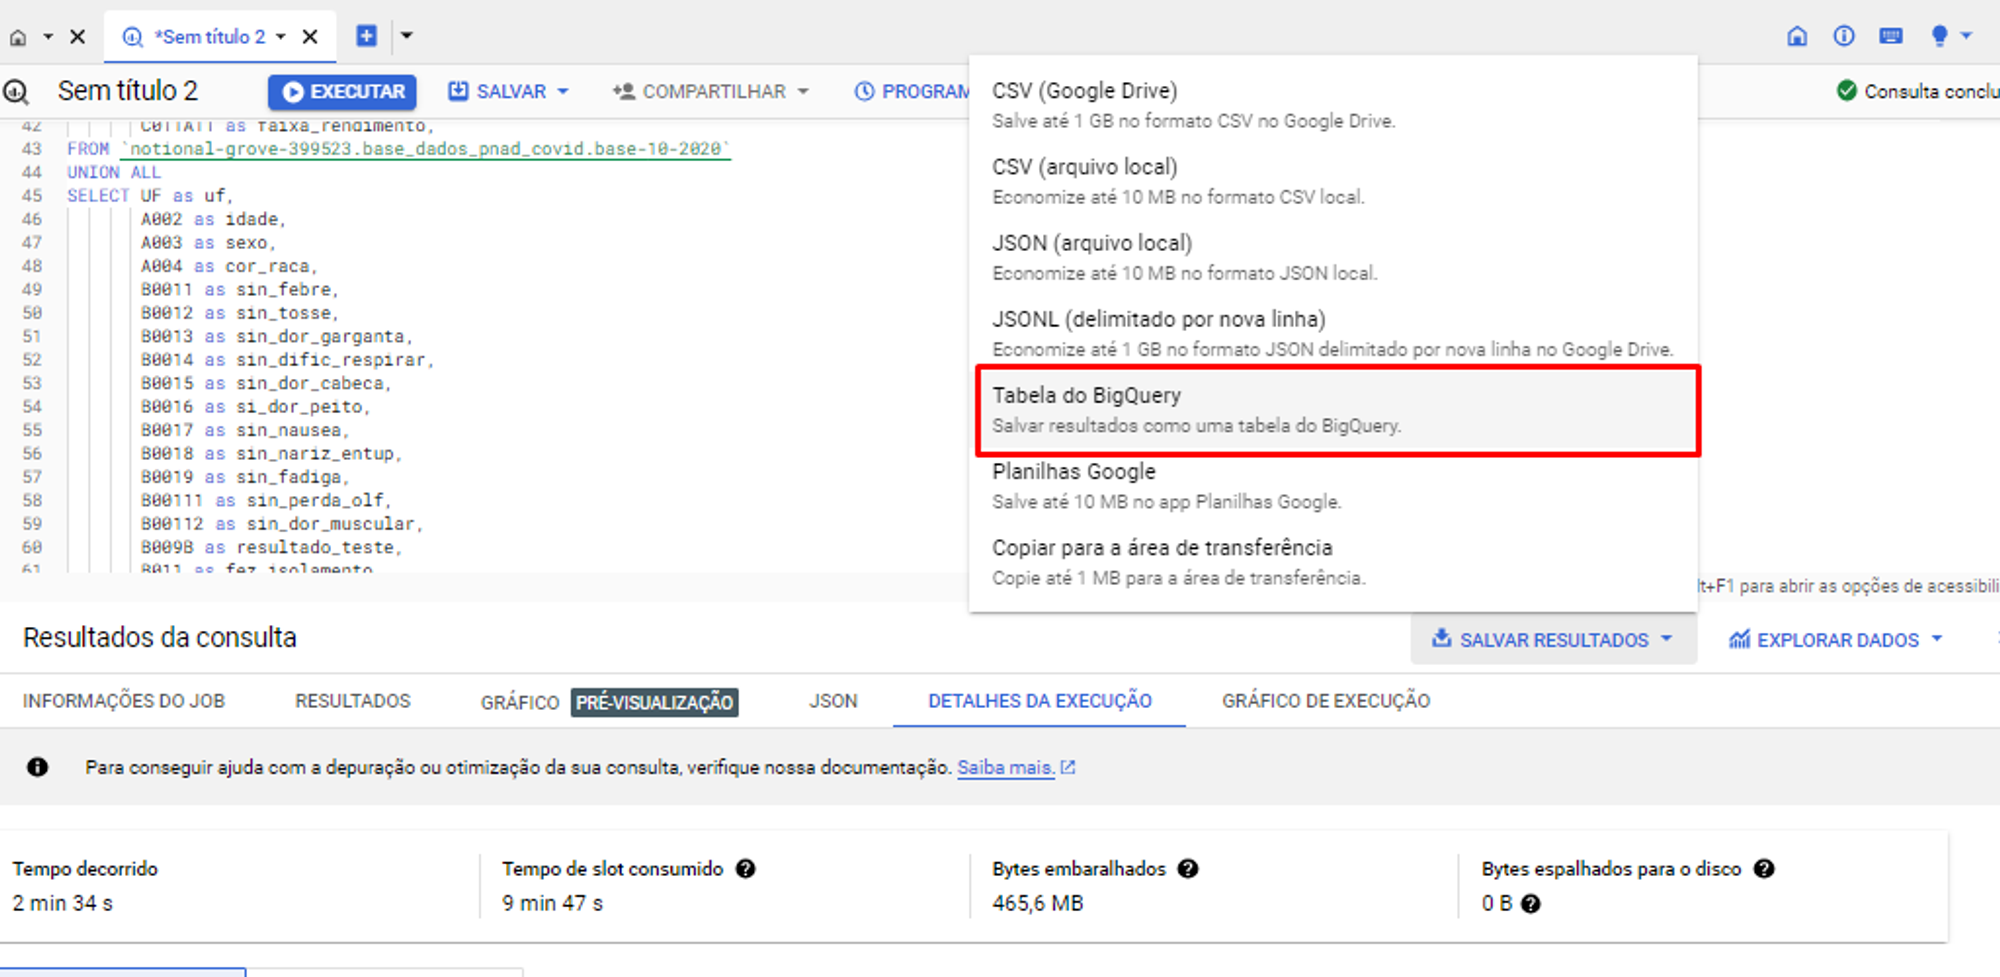 *Sem título 2
Sem título 2
EXECUTAR
SALVAR
COMPARTILHAR
PROGRAM
Consulta conclu
42 C011A11 as faixa_rendimento,
43 FROM `notional-grove-399523.base_dados_pnad_covid.base-10-2020`
44 UNION ALL
45 SELECT UF as uf,
46 A002 as idade,
47 A003 as sexo,
48 A004 as cor_raca,
49 B0011 as sin_febre,
50 B0012 as sin_tosse,
51 B0013 as sin_dor_garganta,
52 B0014 as sin_dific_respirar,
53 B0015 as sin_dor_cabeca,
54 B0016 as si_dor_peito,
55 B0017 as sin_nausea,
56 B0018 as sin_nariz_entup,
57 B0019 as sin_fadiga,
58 B00111 as sin_perda_olf,
59 B00112 as sin_dor_muscular,
60 B009B as resultado_teste,
61 B011 as fez_isolamento
CSV (Google Drive)
Salve até 1 GB no formato CSV no Google Drive.
CSV (arquivo local)
Economize até 10 MB no formato CSV local.
JSON (arquivo local)
Economize até 10 MB no formato JSON local.
JSONL (delimitado por nova linha)
Economize até 1 GB no formato JSON delimitado por nova linha no Google Drive.
Tabela do BigQuery
Salvar resultados como uma tabela do BigQuery.
Planilhas Google
Salve até 10 MB no app Planilhas Google.
Copiar para a área de transferência
Copie até 1 MB para a área de transferência.
lt+F1 para abrir as opções de acessibili
Resultados da consulta
SALVAR RESULTADOS
EXPLORAR DADOS
INFORMAÇÕES DO JOB
RESULTADOS
GRÁFICO PRÉ-VISUALIZAÇÃO
JSON
DETALHES DA EXECUÇÃO
GRÁFICO DE EXECUÇÃO
Para conseguir ajuda com a depuração ou otimização da sua consulta, verifique nossa documentação. Saiba mais.
Tempo decorrido
2 min 34 s
Tempo de slot consumido
9 min 47 s
Bytes embaralhados
465,6 MB
Bytes espalhados para o disco
0 B